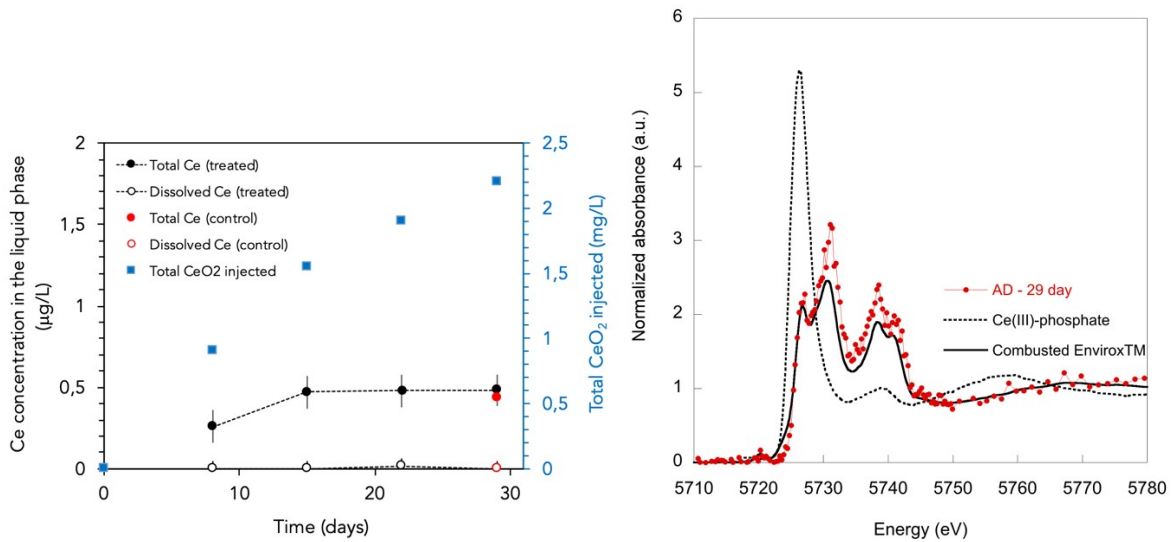 Ce concentration in the liquid phase
(µg/L)
2
1,5
1
0,5
0
Total Ce (treated)
Dissolved Ce (treated)
Total Ce (control)
Dissolved Ce (control)
Total CeO2 injected
2,5
2
1,5
1
0,5
0
Total CeO₂ injected (mg/L)
0
10
20
30
Time (days)
Normalized absorbance (a.u.)
6
5
4
3
2
1
0
AD - 29 day
Ce(III)-phosphate
Combusted EnviroxTM
5710
5720
5730
5740
5750
5760
5770
5780
Energy (eV)